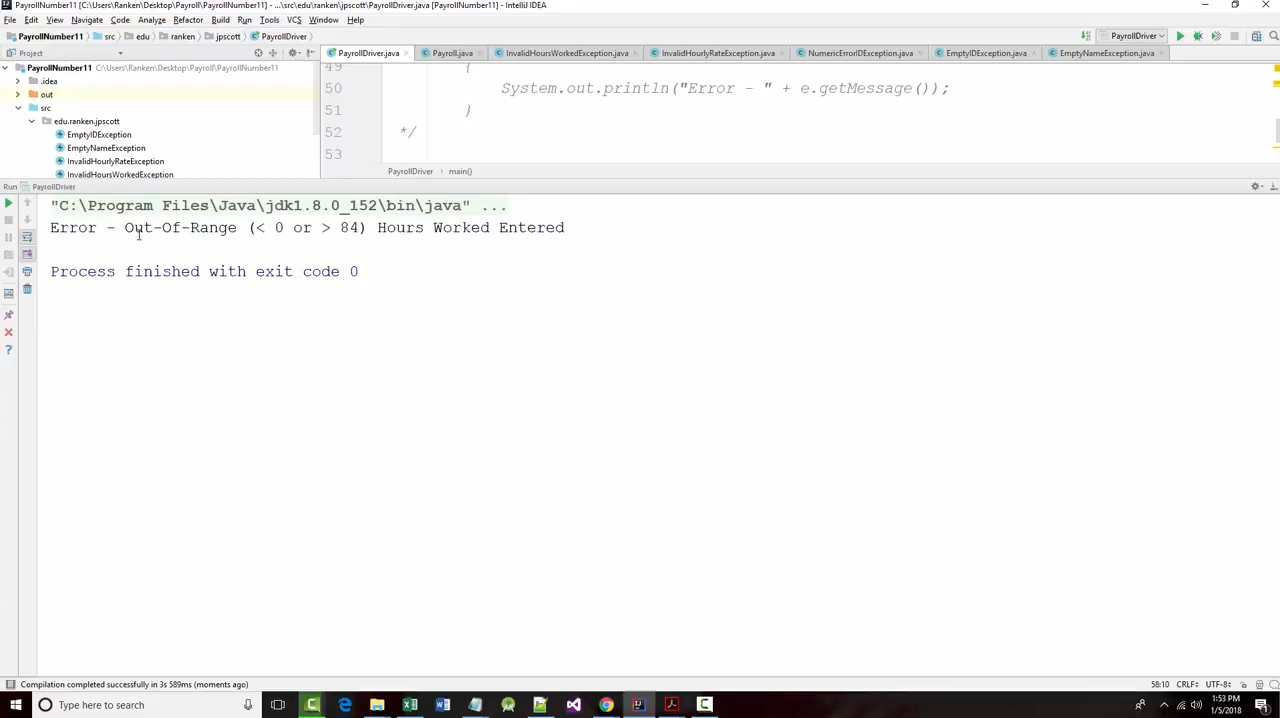 PayrollNumber11 [C:\Users\Ranken\Desktop\Payroll\PayrollNumber11] - ...\src\edu\ranken\jpscott\PayrollDriver.java [PayrollNumber11] - IntelliJ IDEA
File Edit View Navigate Code Analyze Refactor Build Run Tools VCS Window Help
PayrollNumber11 src edu ranken jpscott PayrollDriver PayrollDriver
Project PayrollDriver.java Payroll.java InvalidHoursWorkedException.java InvalidHourlyRateException.java NumericErrorIDException.java EmptyIDException.java EmptyNameException.java
PayrollNumber11 C:\Users\Ranken\Desktop\Payroll\PayrollNumber11
.idea
out
src
edu.ranken.jpscott
EmptyIDException
EmptyNameException
InvalidHourlyRateException
InvalidHoursWorkedException
49 {
50 System.out.println("Error - " + e.getMessage());
51 }
52 */
53
PayrollDriver main()
Run PayrollDriver
"C:\Program Files\Java\jdk1.8.0_152\bin\java" ...
Error - Out-Of-Range (< 0 or > 84) Hours Worked Entered
Process finished with exit code 0
Compilation completed successfully in 3s 589ms (moments ago) 58:10 CRLF UTF-8
Type here to search
1:53 PM
1/5/2018